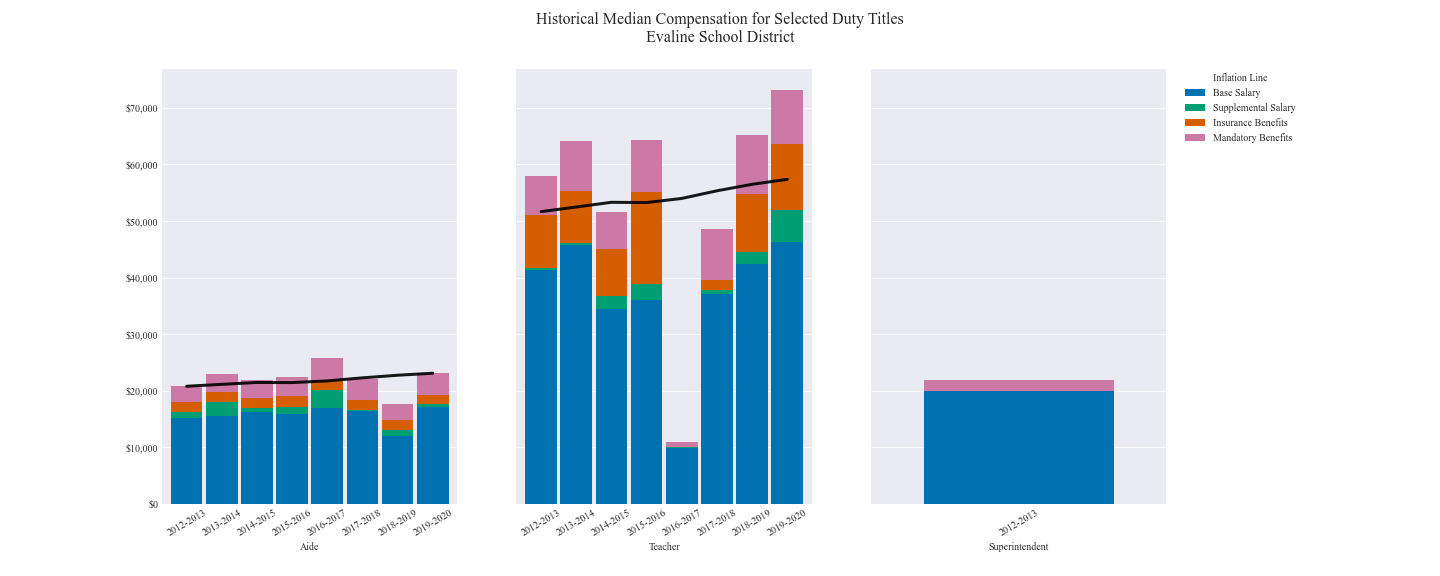 Historical Median Compensation for Selected Duty Titles
Evaline School District
Inflation Line
Base Salary
Supplemental Salary
Insurance Benefits
Mandatory Benefits
$70,000
$60,000
$50,000
$40,000
$30,000
$20,000
$10,000
$0
2012-2013
2013-2014
2014-2015
2015-2016
2016-2017
2017-2018
2018-2019
2019-2020
Aide
2012-2013
2013-2014
2014-2015
2015-2016
2016-2017
2017-2018
2018-2019
2019-2020
Teacher
2012-2013
Superintendent